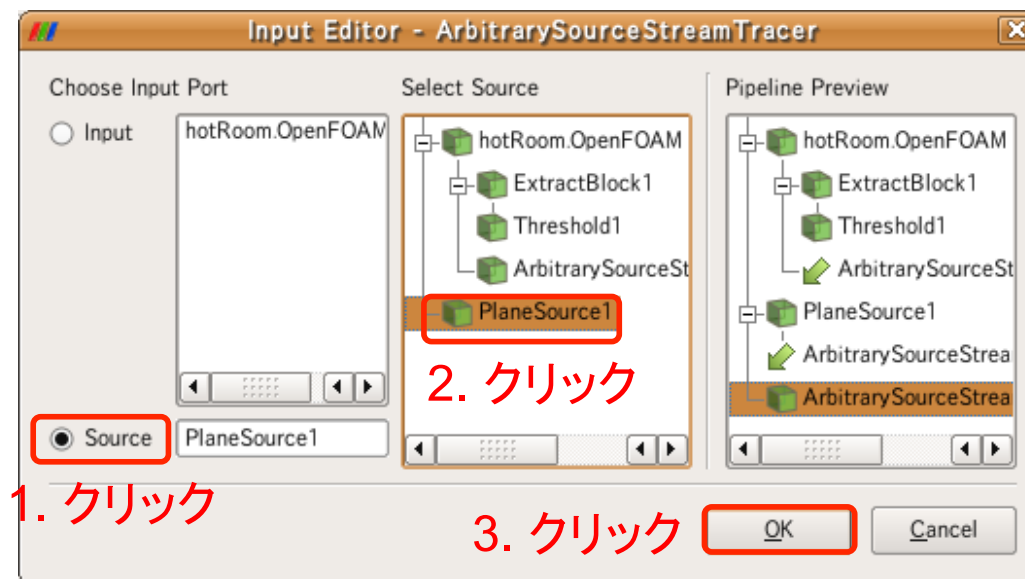 Input Editor - ArbitrarySourceStreamTracer
Choose Input Port
Input
hotRoom.OpenFOAM
Source
PlaneSource1
1. クリック
Select Source
hotRoom.OpenFOAM
ExtractBlock1
Threshold1
ArbitrarySourceSt
PlaneSource1
2. クリック
Pipeline Preview
hotRoom.OpenFOAM
ExtractBlock1
Threshold1
ArbitrarySourceSt
PlaneSource1
ArbitrarySourceStrea
ArbitrarySourceStrea
3. クリック
OK
Cancel